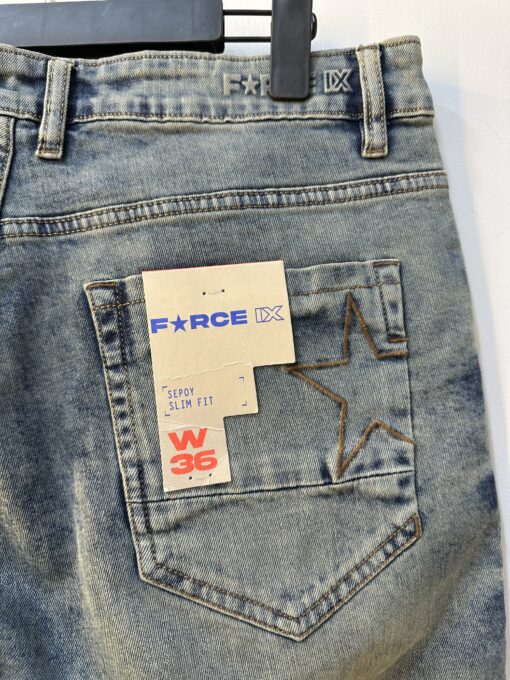 F★RCE IX
F★RCE IX
SEPOY
SLIM FIT
W
36